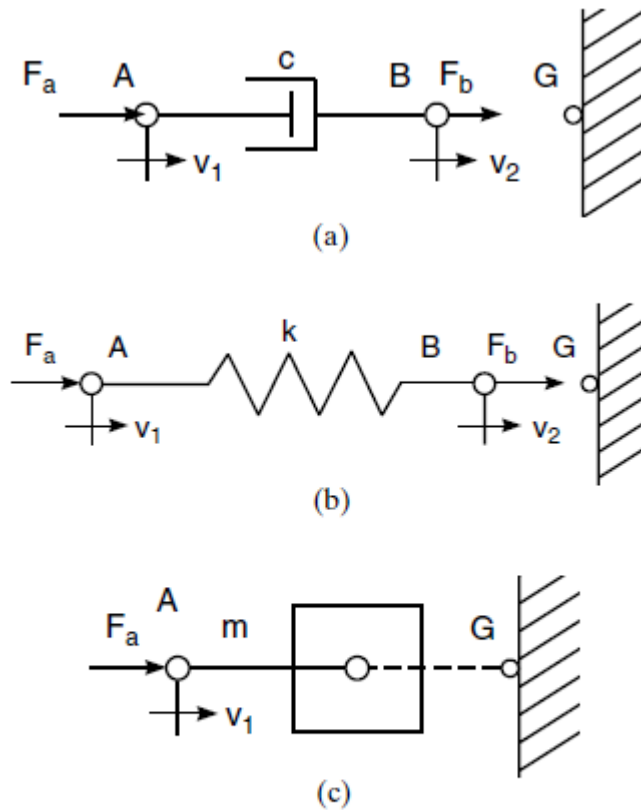 F_a A c B F_b G
v_1 v_2
(a)
F_a A k B F_b G
v_1 v_2
(b)
A
F_a m G
v_1
(c)